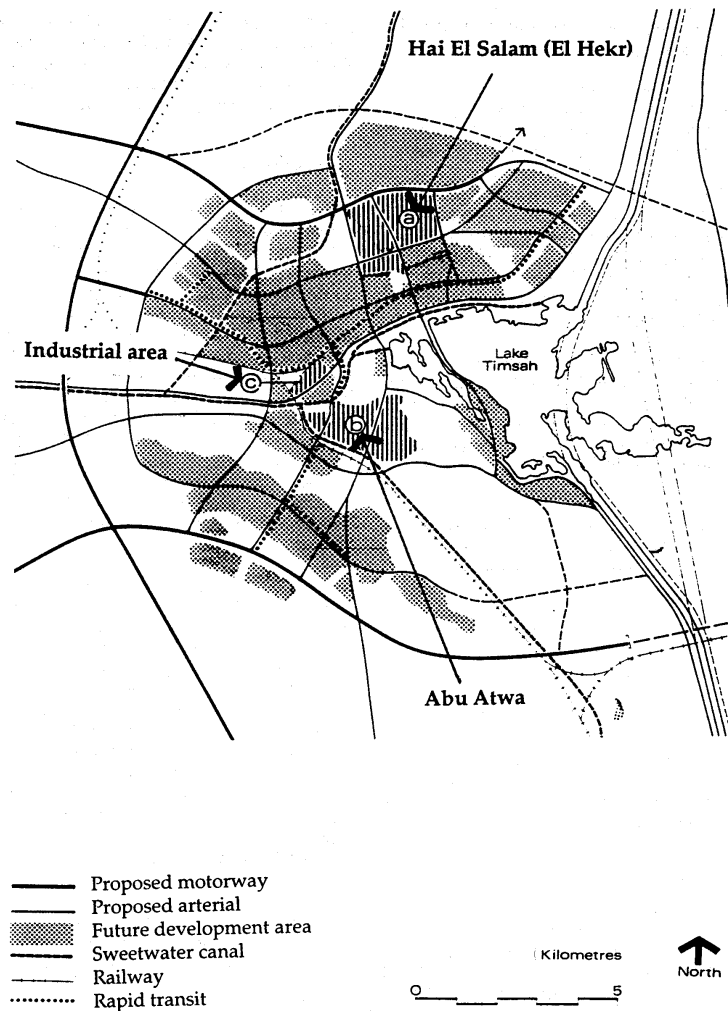 Hai El Salam (El Hekr)
a
Industrial area
c
Lake
Timsah
b
Abu Atwa
Proposed motorway
Proposed arterial
Future development area
Sweetwater canal
Railway
Rapid transit
Kilometres
0 5
North